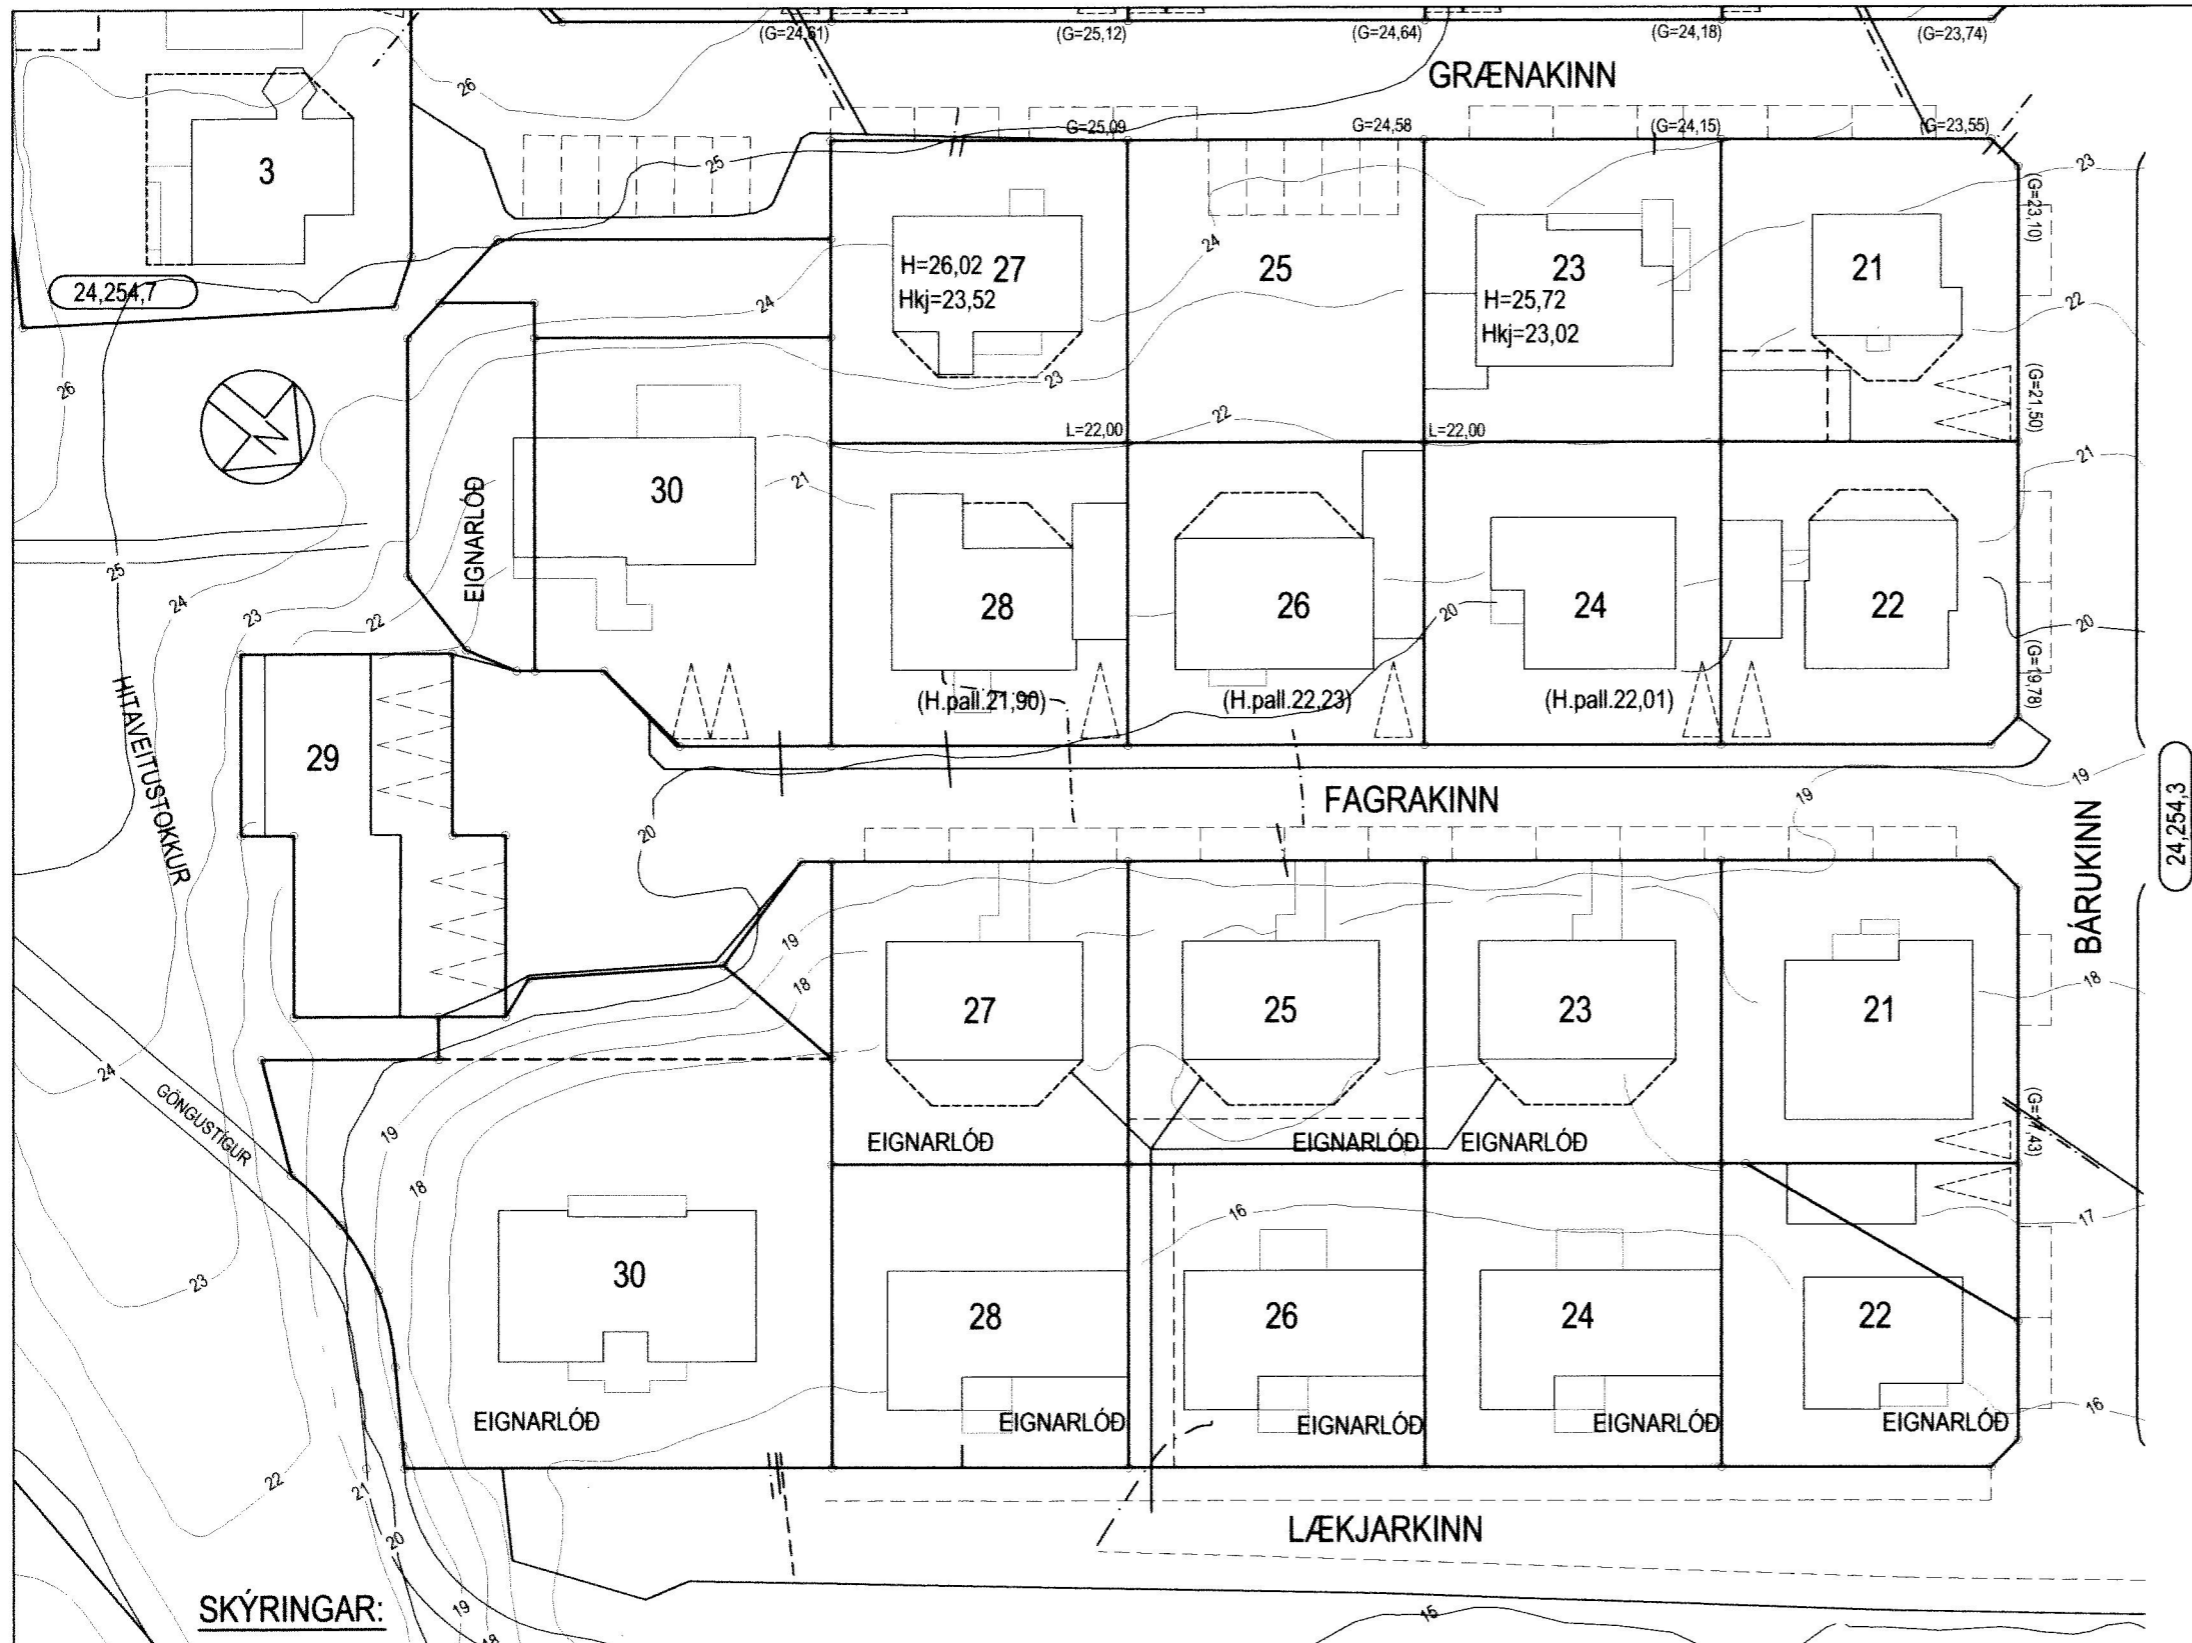 (G=24,61)
(G=25,12)
(G=24,64)
(G=24,18)
(G=23,74)
GRÆNAKINN
26
G=25,09
G=24,58
(G=24,15)
(G=23,55)
3
25
23
(G=23,10)
24
27
H=26,02
Hkj=23,52
25
23
H=25,72
Hkj=23,02
21
24,254,7
24
22
26
23
(G=21,50)
22
L=22,00
L=22,00
21
EIGNARLÓÐ
30
21
25
24
23
22
28
26
20
24
22
20
(G=19,78)
HITAVEITUSTOKKUR
(H.pall.21,90)
(H.pall.22,23)
(H.pall.22,01)
29
19
19
FAGRAKINN
20
BÁRUKINN
24,254,3
19
18
18
27
25
23
21
24
GÖNGUSTÍGUR
19
18
EIGNARLÓÐ
EIGNARLÓÐ
EIGNARLÓÐ
16
17
23
30
28
26
24
22
16
EIGNARLÓÐ
EIGNARLÓÐ
EIGNARLÓÐ
EIGNARLÓÐ
EIGNARLÓÐ
22
21
20
LÆKJARKINN
SKÝRINGAR:
19
15
18